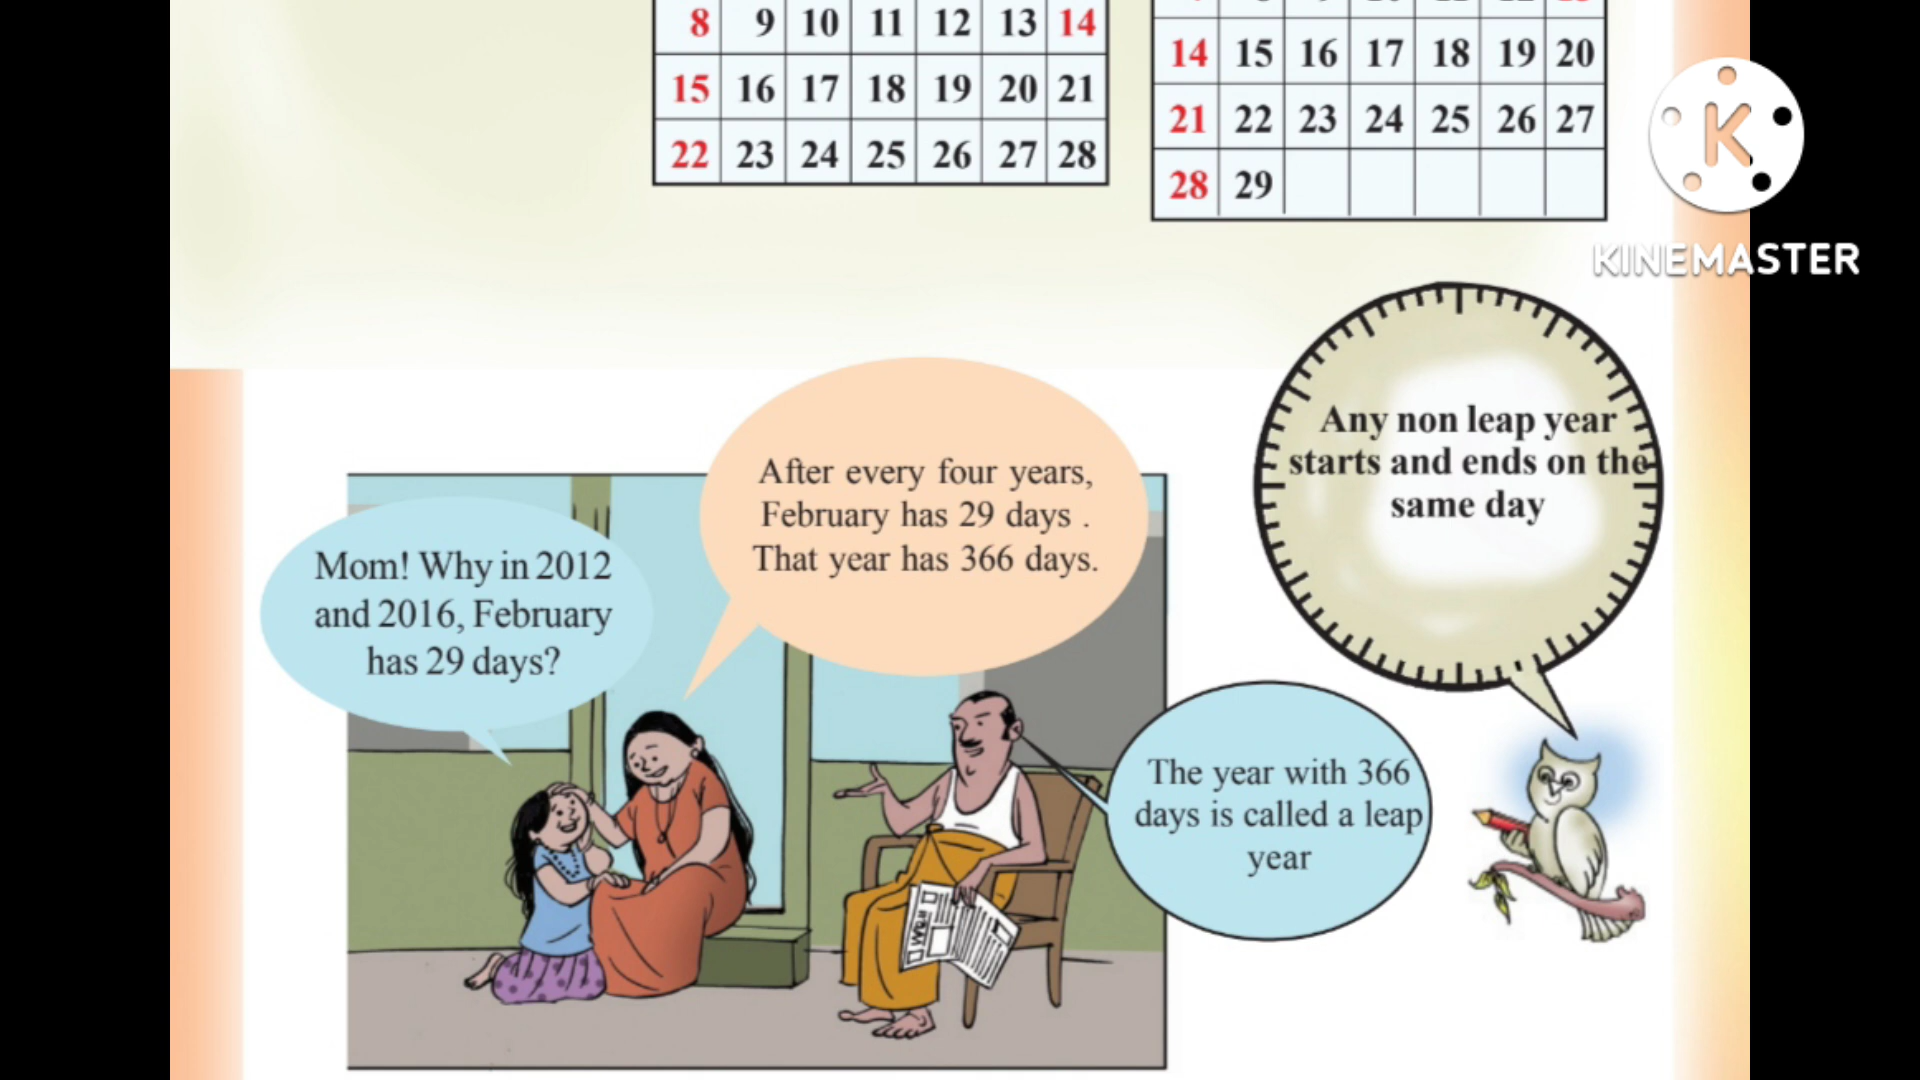 8 9 10 11 12 13 14
15 16 17 18 19 20 21
22 23 24 25 26 27 28
14 15 16 17 18 19 20
21 22 23 24 25 26 27
28 29
K
KINEMASTER
Any non leap year
starts and ends on the
same day
After every four years,
February has 29 days .
That year has 366 days.
Mom! Why in 2012
and 2016, February
has 29 days?
The year with 366
days is called a leap
year